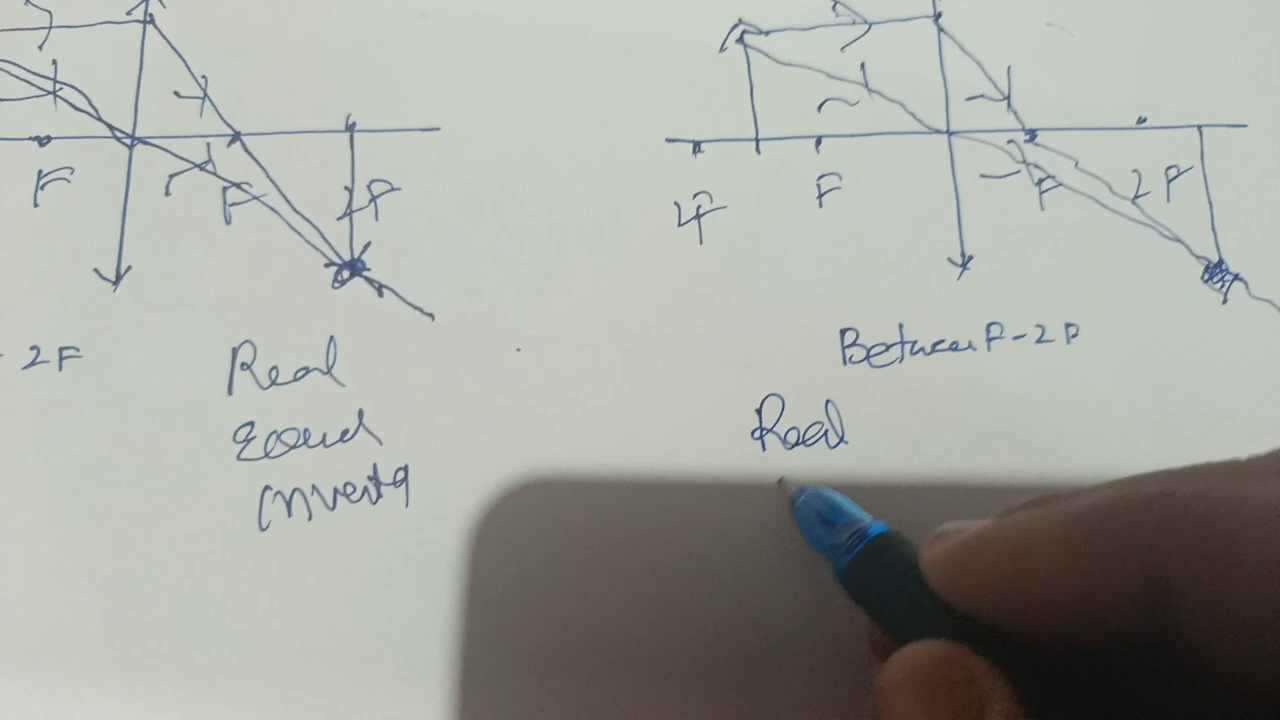 F
F
2F
2F
F
F
2F
2F
Real
Equal
Inverted
Between F-2F
Real